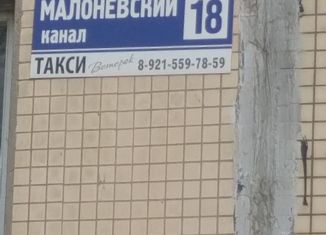 МАЛОНЕВСКИЙ
канал
18
ТАКСИ Ветерок 8-921-559-78-59